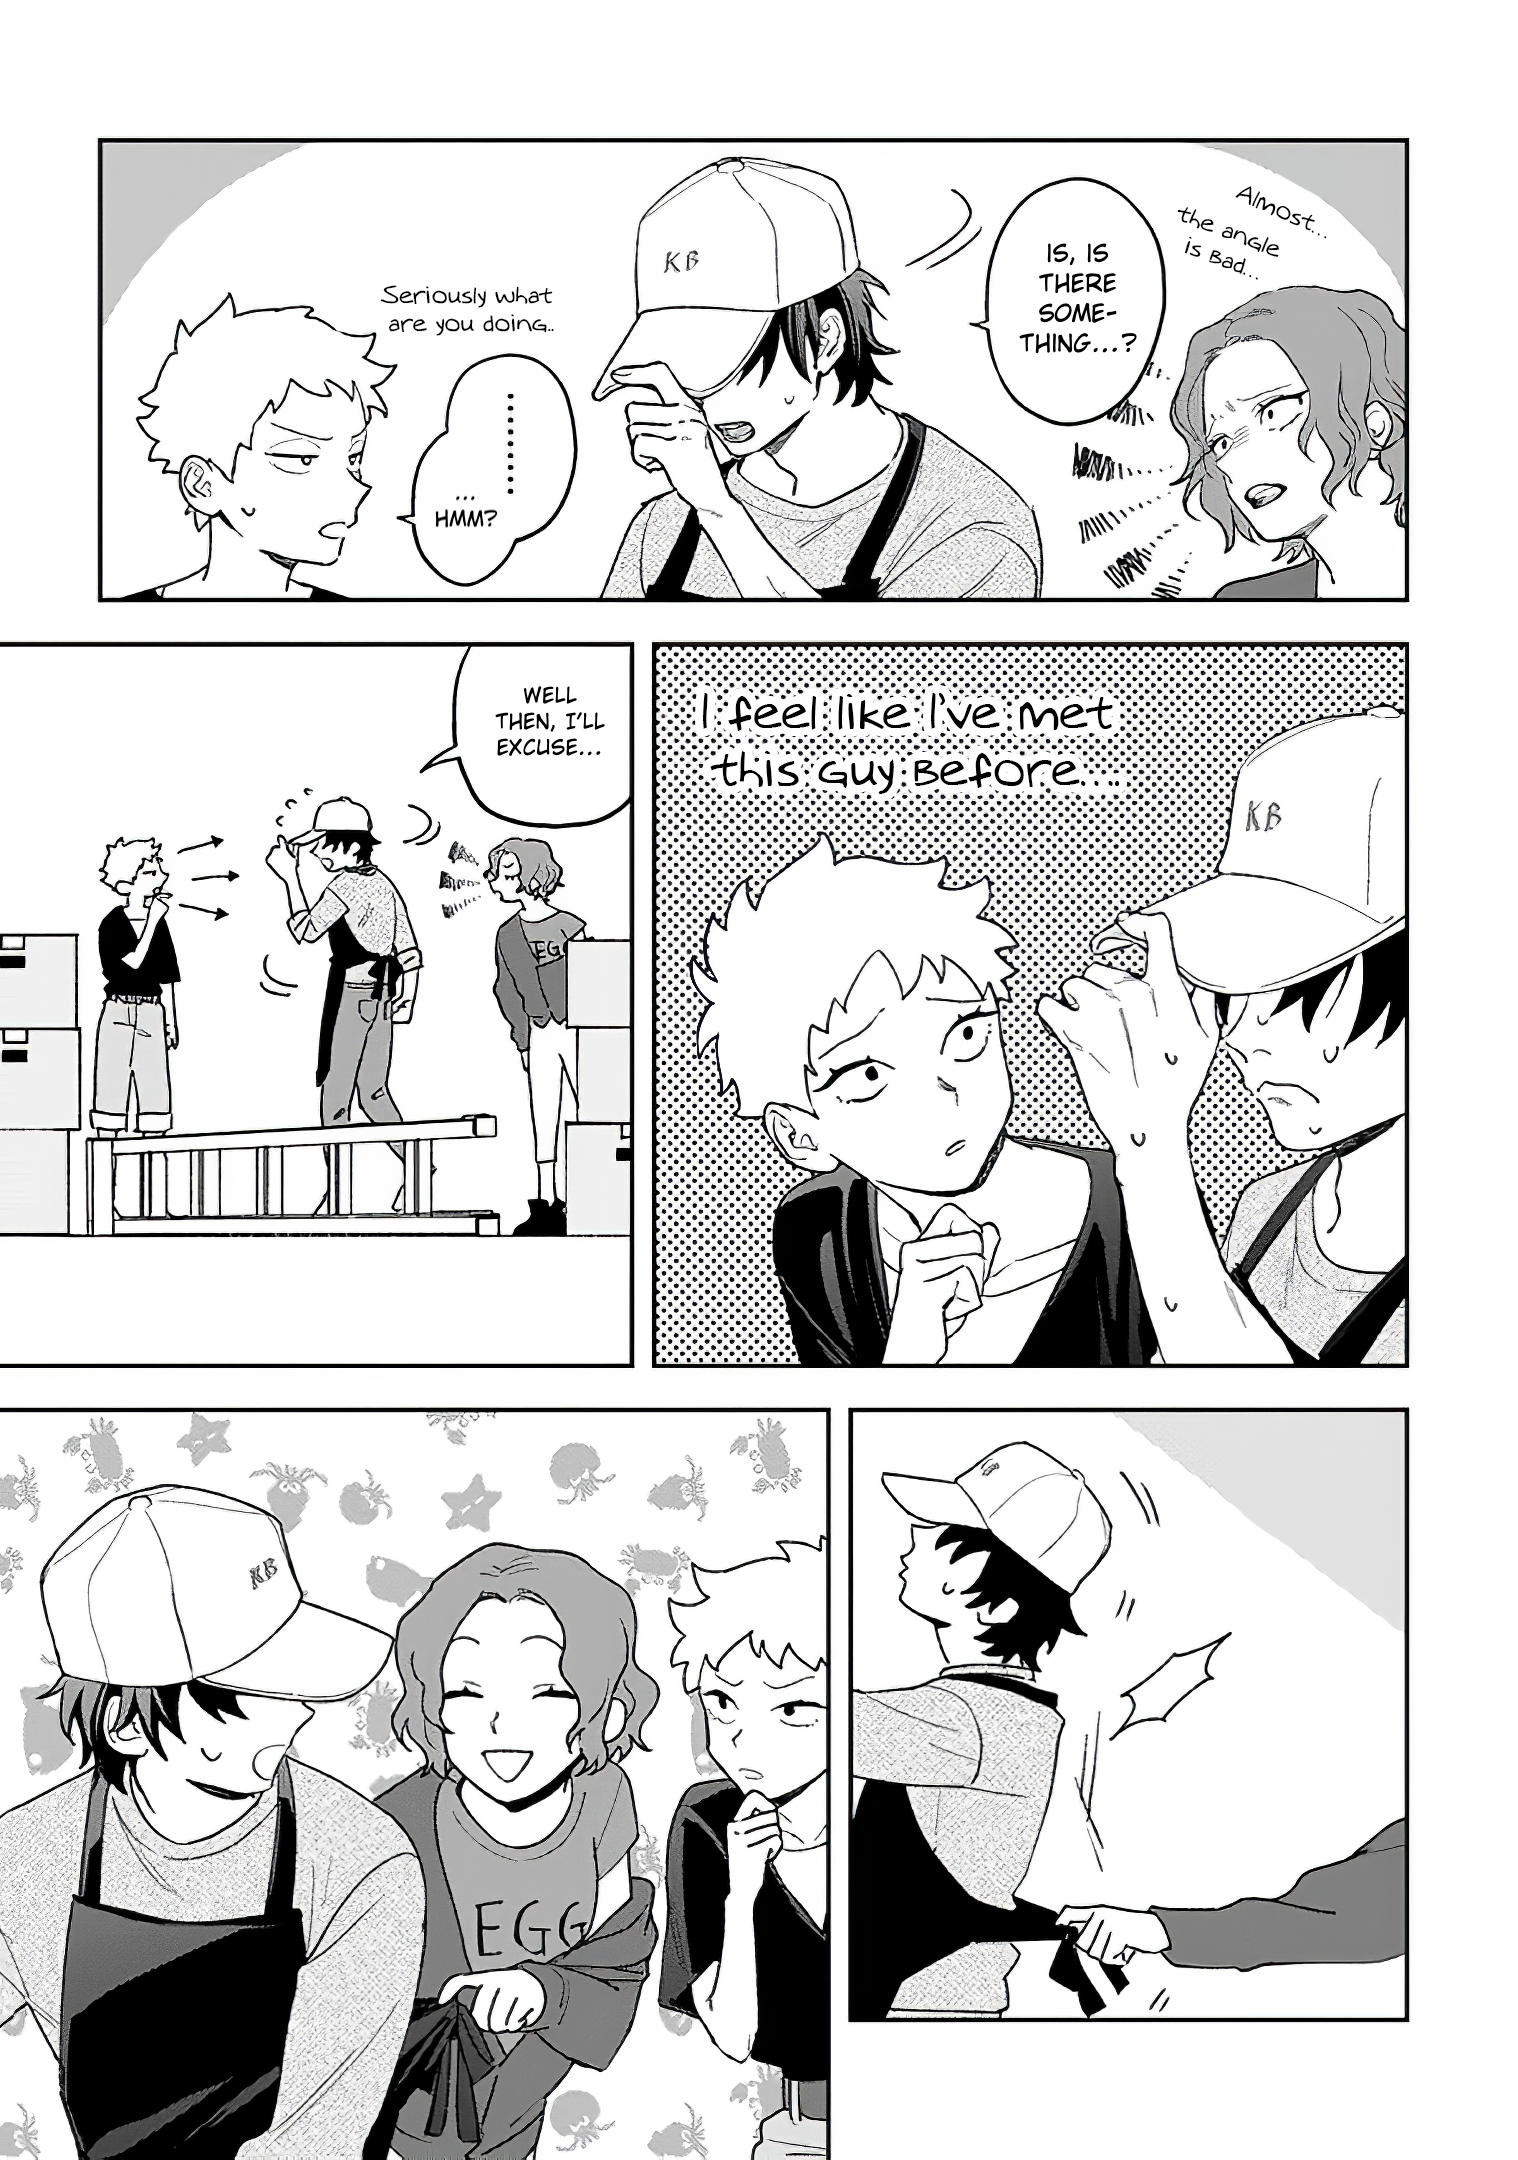 Almost...
the angle
is Bad...
IS, IS
THERE
SOME-
THING...?
KB
Seriously what
are you doing..
.........
...
HMM?
I feel like I've met
this guy Before....
KB
WELL
THEN, I'LL
EXCUSE...
EGG
KB
EGG